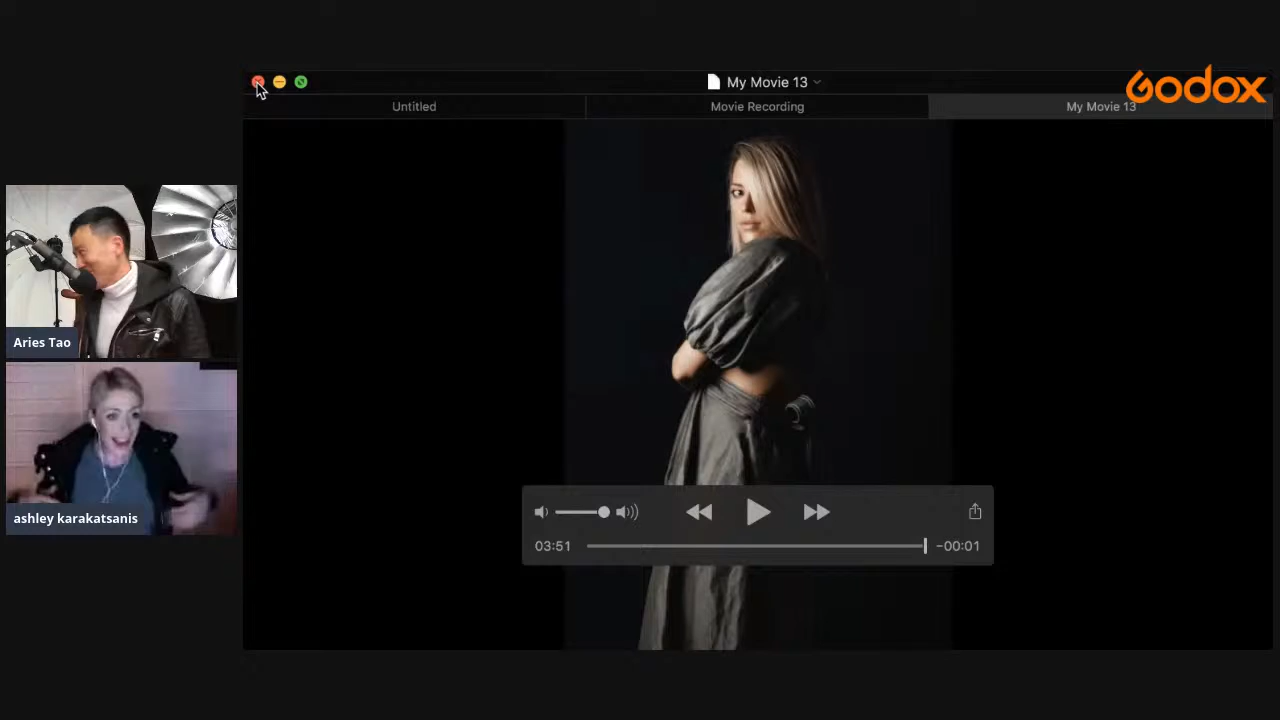 My Movie 13
GODOX
Untitled
Movie Recording
My Movie 13
Aries Tao
ashley karakatsanis
03:51
-00:01